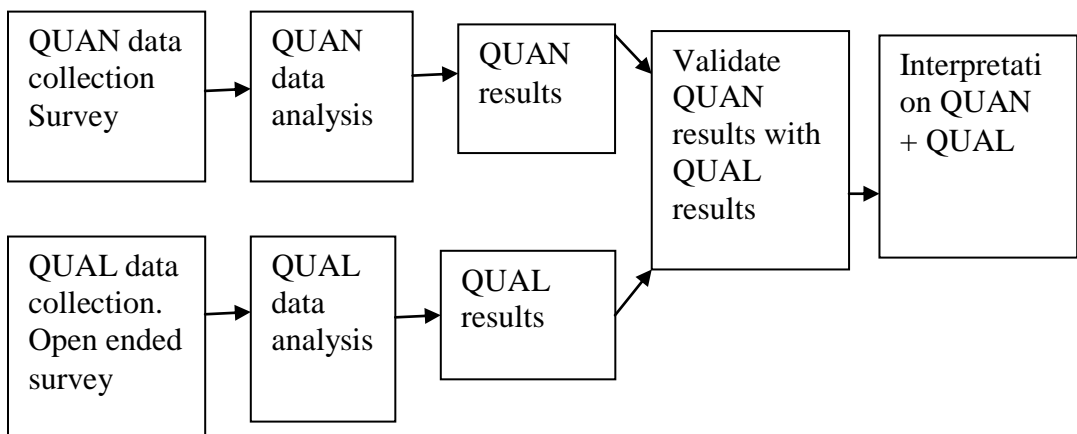 QUAN data
collection
Survey
QUAN
data
analysis
QUAN
results
Validate
QUAN
results with
QUAL
results
Interpretati
on QUAN
+ QUAL
QUAL data
collection.
Open ended
survey
QUAL
data
analysis
QUAL
results